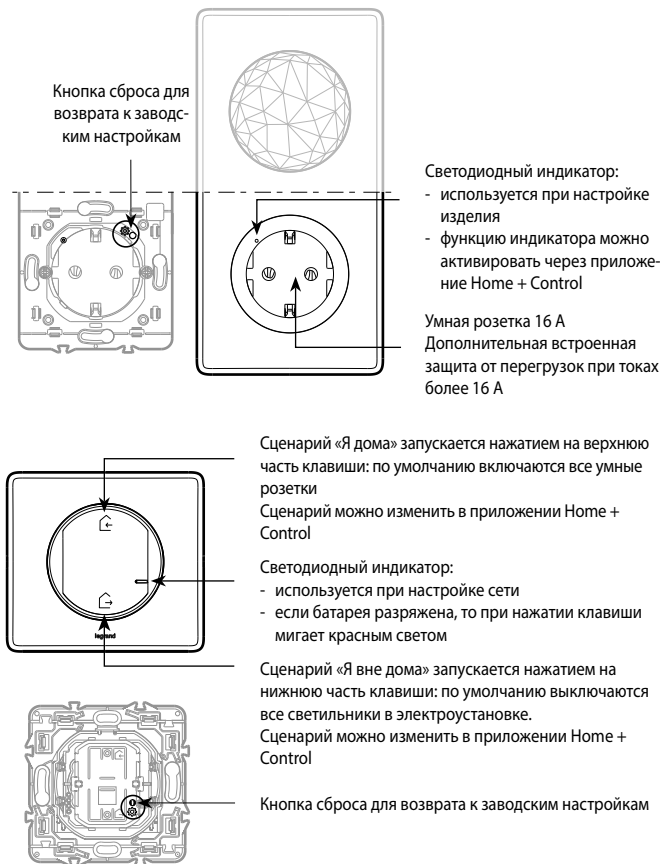 Кнопка сброса для
возврата к заводс-
ким настройкам
Светодиодный индикатор:
- используется при настройке
изделия
- функцию индикатора можно
активировать через приложе-
ние Home + Control
Умная розетка 16 А
Дополнительная встроенная
защита от перегрузок при токах
более 16 А
Сценарий «Я дома» запускается нажатием на верхнюю
часть клавиши: по умолчанию включаются все умные
розетки
Сценарий можно изменить в приложении Home +
Control
Светодиодный индикатор:
- используется при настройке сети
- если батарея разряжена, то при нажатии клавиши
мигает красным светом
legrand
Сценарий «Я вне дома» запускается нажатием на
нижнюю часть клавиши: по умолчанию выключаются
все светильники в электроустановке.
Сценарий можно изменить в приложении Home +
Control
Кнопка сброса для возврата к заводским настройкам